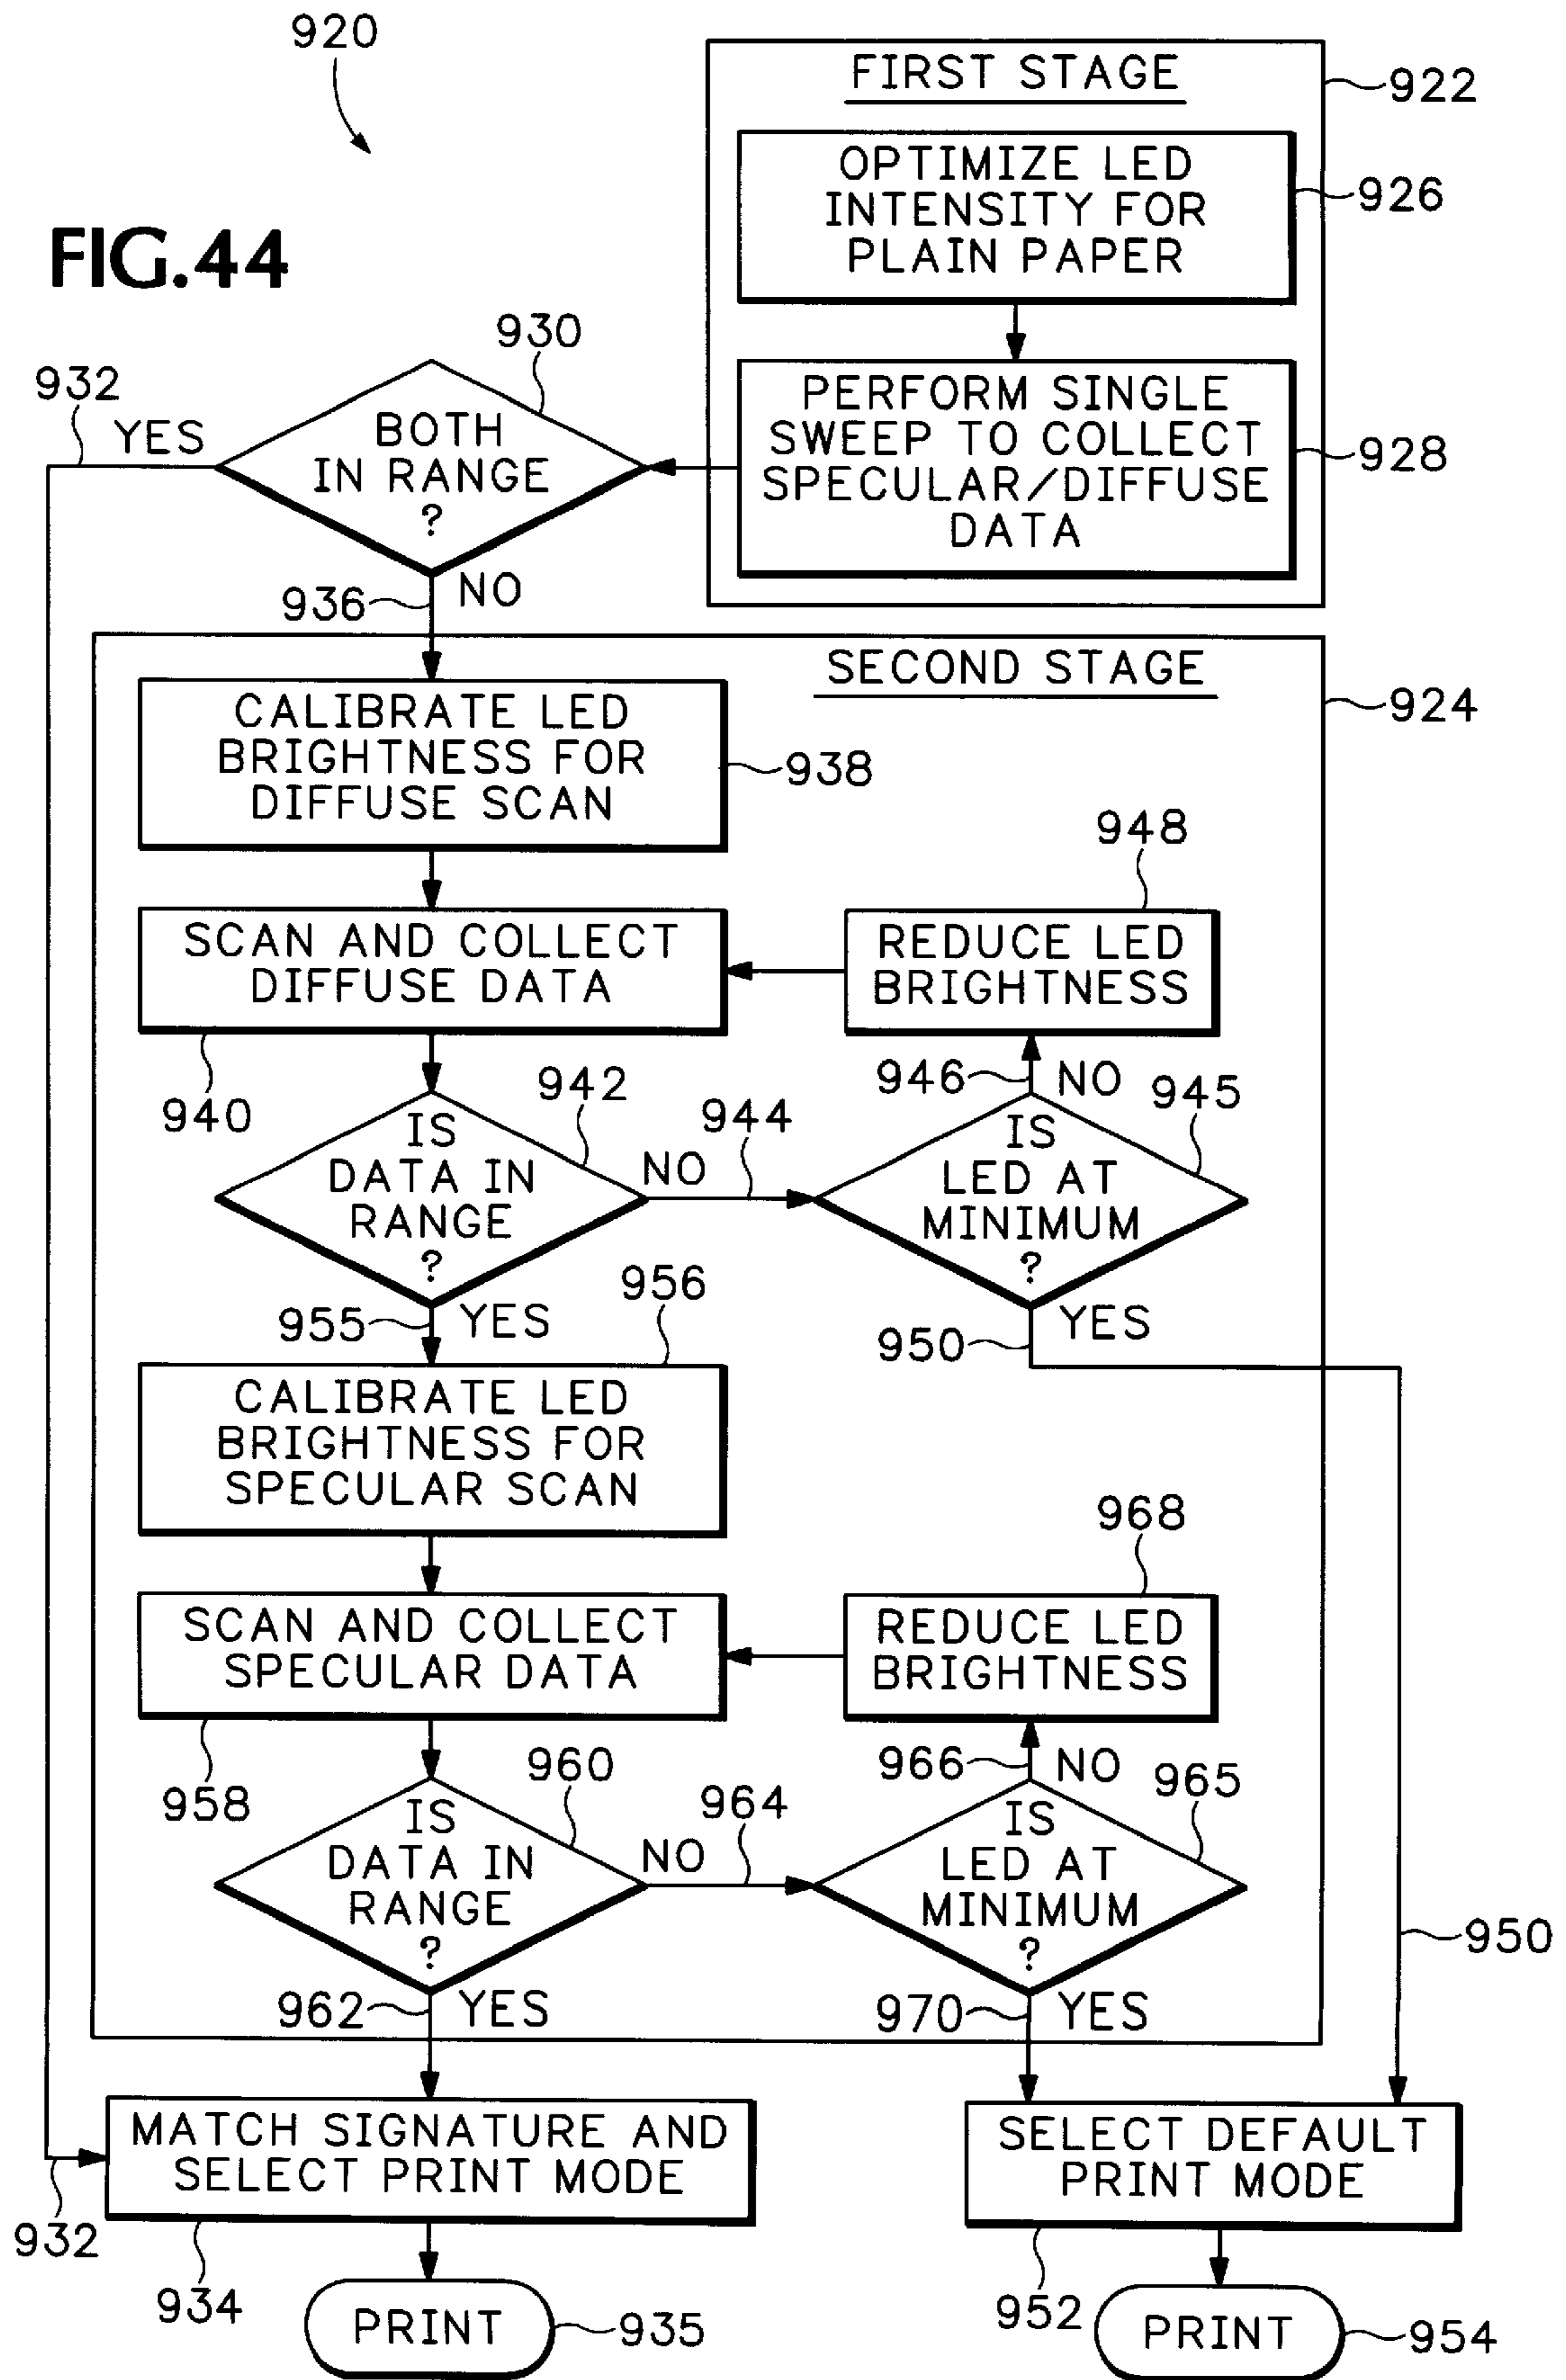 920
FIG.44
FIRST STAGE
922
OPTIMIZE LED
INTENSITY FOR
PLAIN PAPER
926
PERFORM SINGLE
SWEEP TO COLLECT
SPECULAR/DIFFUSE
DATA
928
930
932
YES
BOTH
IN RANGE
?
936
NO
SECOND STAGE
924
CALIBRATE LED
BRIGHTNESS FOR
DIFFUSE SCAN
938
948
SCAN AND COLLECT
DIFFUSE DATA
REDUCE LED
BRIGHTNESS
940
942
944
946
NO
945
IS
DATA IN
RANGE
?
NO
IS
LED AT
MINIMUM
?
955
YES
956
950
YES
CALIBRATE LED
BRIGHTNESS FOR
SPECULAR SCAN
968
SCAN AND COLLECT
SPECULAR DATA
REDUCE LED
BRIGHTNESS
958
960
964
966
NO
965
IS
DATA IN
RANGE
?
NO
IS
LED AT
MINIMUM
?
950
962
YES
970
YES
MATCH SIGNATURE AND
SELECT PRINT MODE
SELECT DEFAULT
PRINT MODE
932
934
PRINT
935
952
PRINT
954